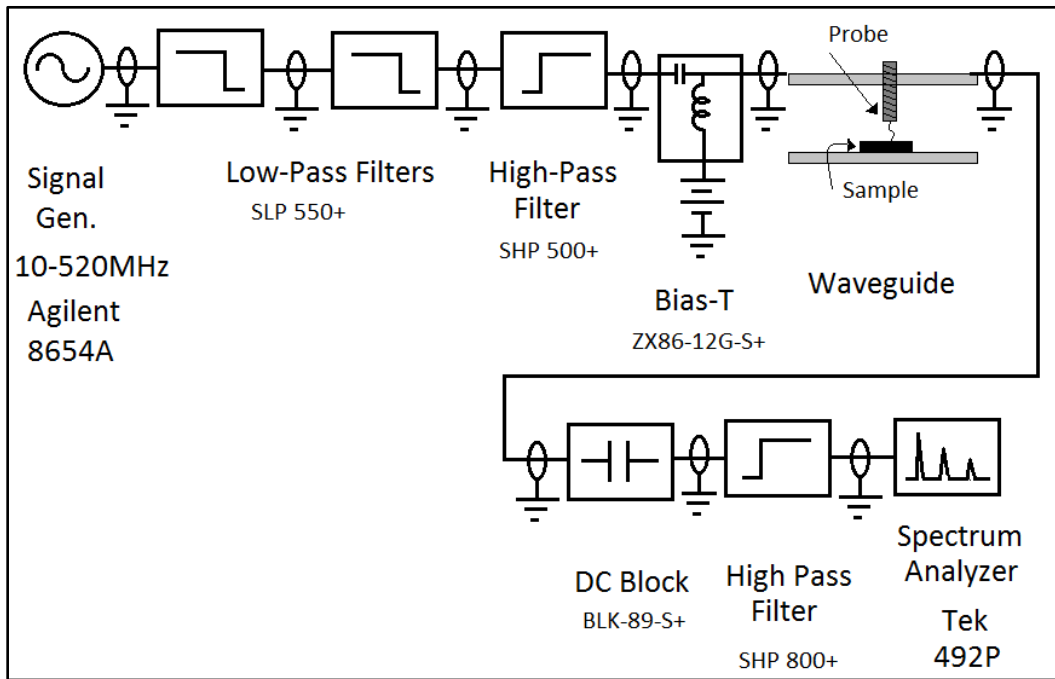 Probe
Sample
Signal
Gen.
10-520MHz
Agilent
8654A
Low-Pass Filters
SLP 550+
High-Pass
Filter
SHP 500+
Bias-T
ZX86-12G-S+
Waveguide
DC Block
BLK-89-S+
High Pass
Filter
SHP 800+
Spectrum
Analyzer
Tek
492P